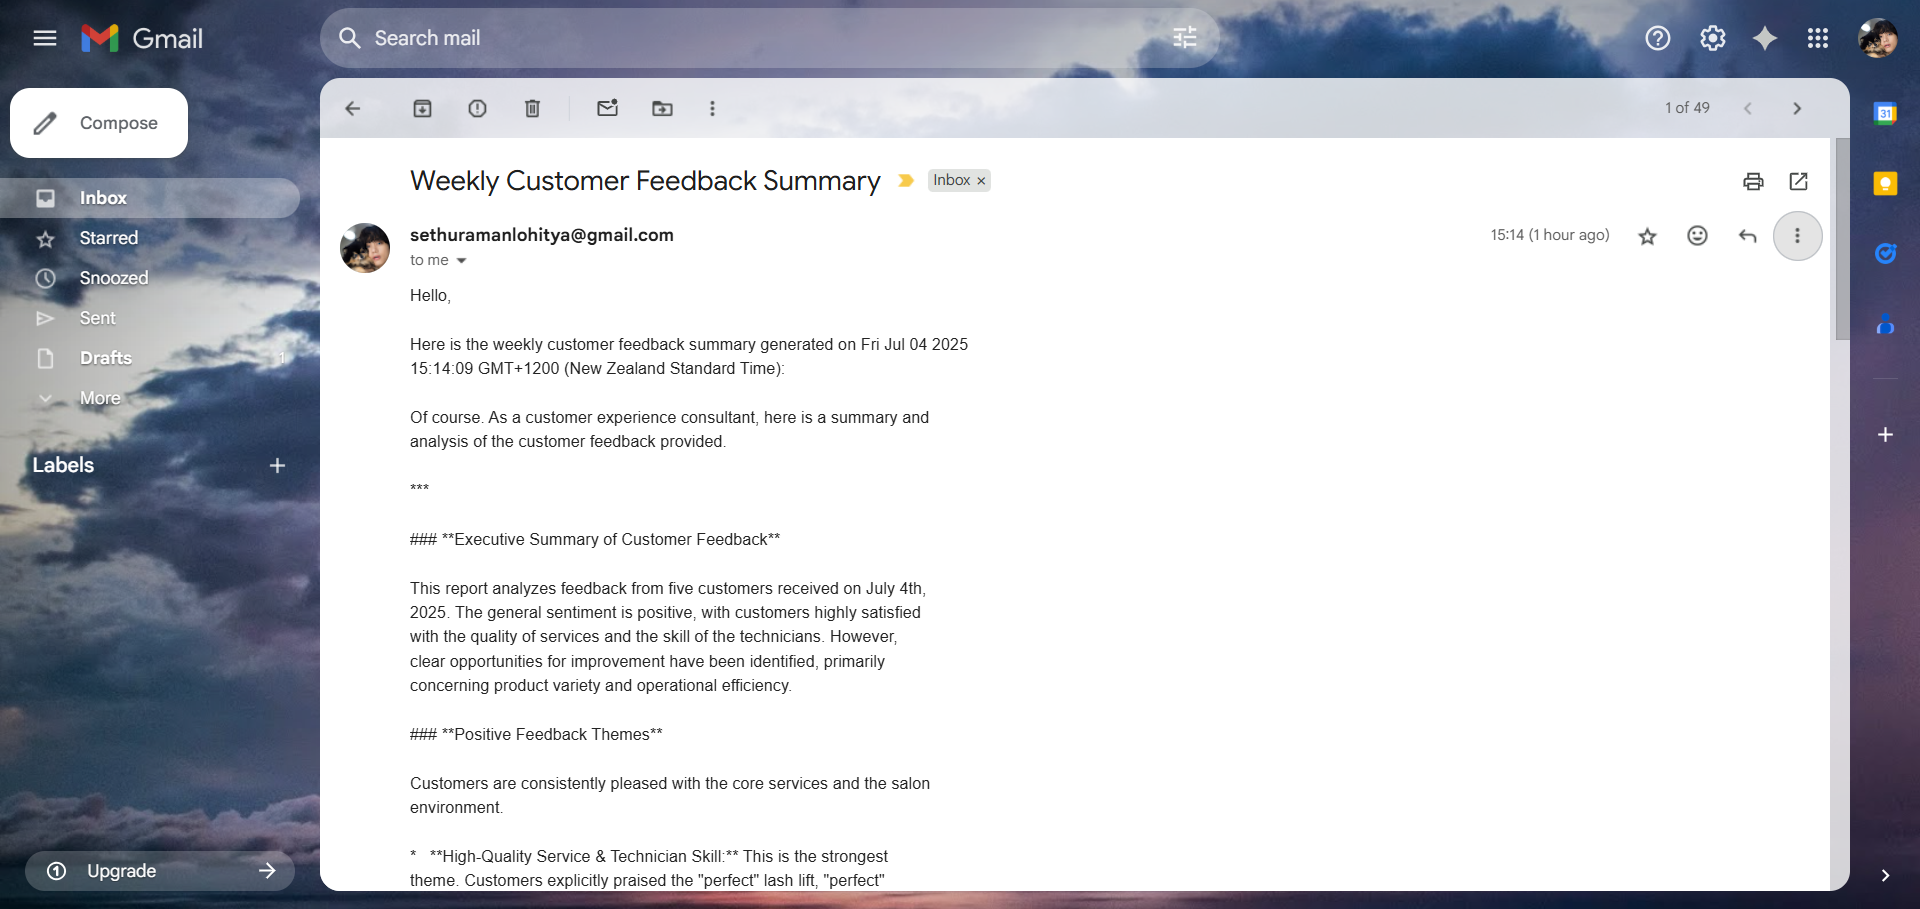 Gmail
Search mail
Compose
1 of 49
Inbox
Starred
Snoozed
Sent
Drafts 1
More
Labels
Upgrade
Weekly Customer Feedback Summary
Inbox ×
sethuramanlohitya@gmail.com
15:14 (1 hour ago)
to me
Hello,
Here is the weekly customer feedback summary generated on Fri Jul 04 2025
15:14:09 GMT+1200 (New Zealand Standard Time):
Of course. As a customer experience consultant, here is a summary and
analysis of the customer feedback provided.
***
### **Executive Summary of Customer Feedback**
This report analyzes feedback from five customers received on July 4th,
2025. The general sentiment is positive, with customers highly satisfied
with the quality of services and the skill of the technicians. However,
clear opportunities for improvement have been identified, primarily
concerning product variety and operational efficiency.
### **Positive Feedback Themes**
Customers are consistently pleased with the core services and the salon
environment.
* **High-Quality Service & Technician Skill:** This is the strongest
theme. Customers explicitly praised the "perfect" lash lift, "perfect"
31